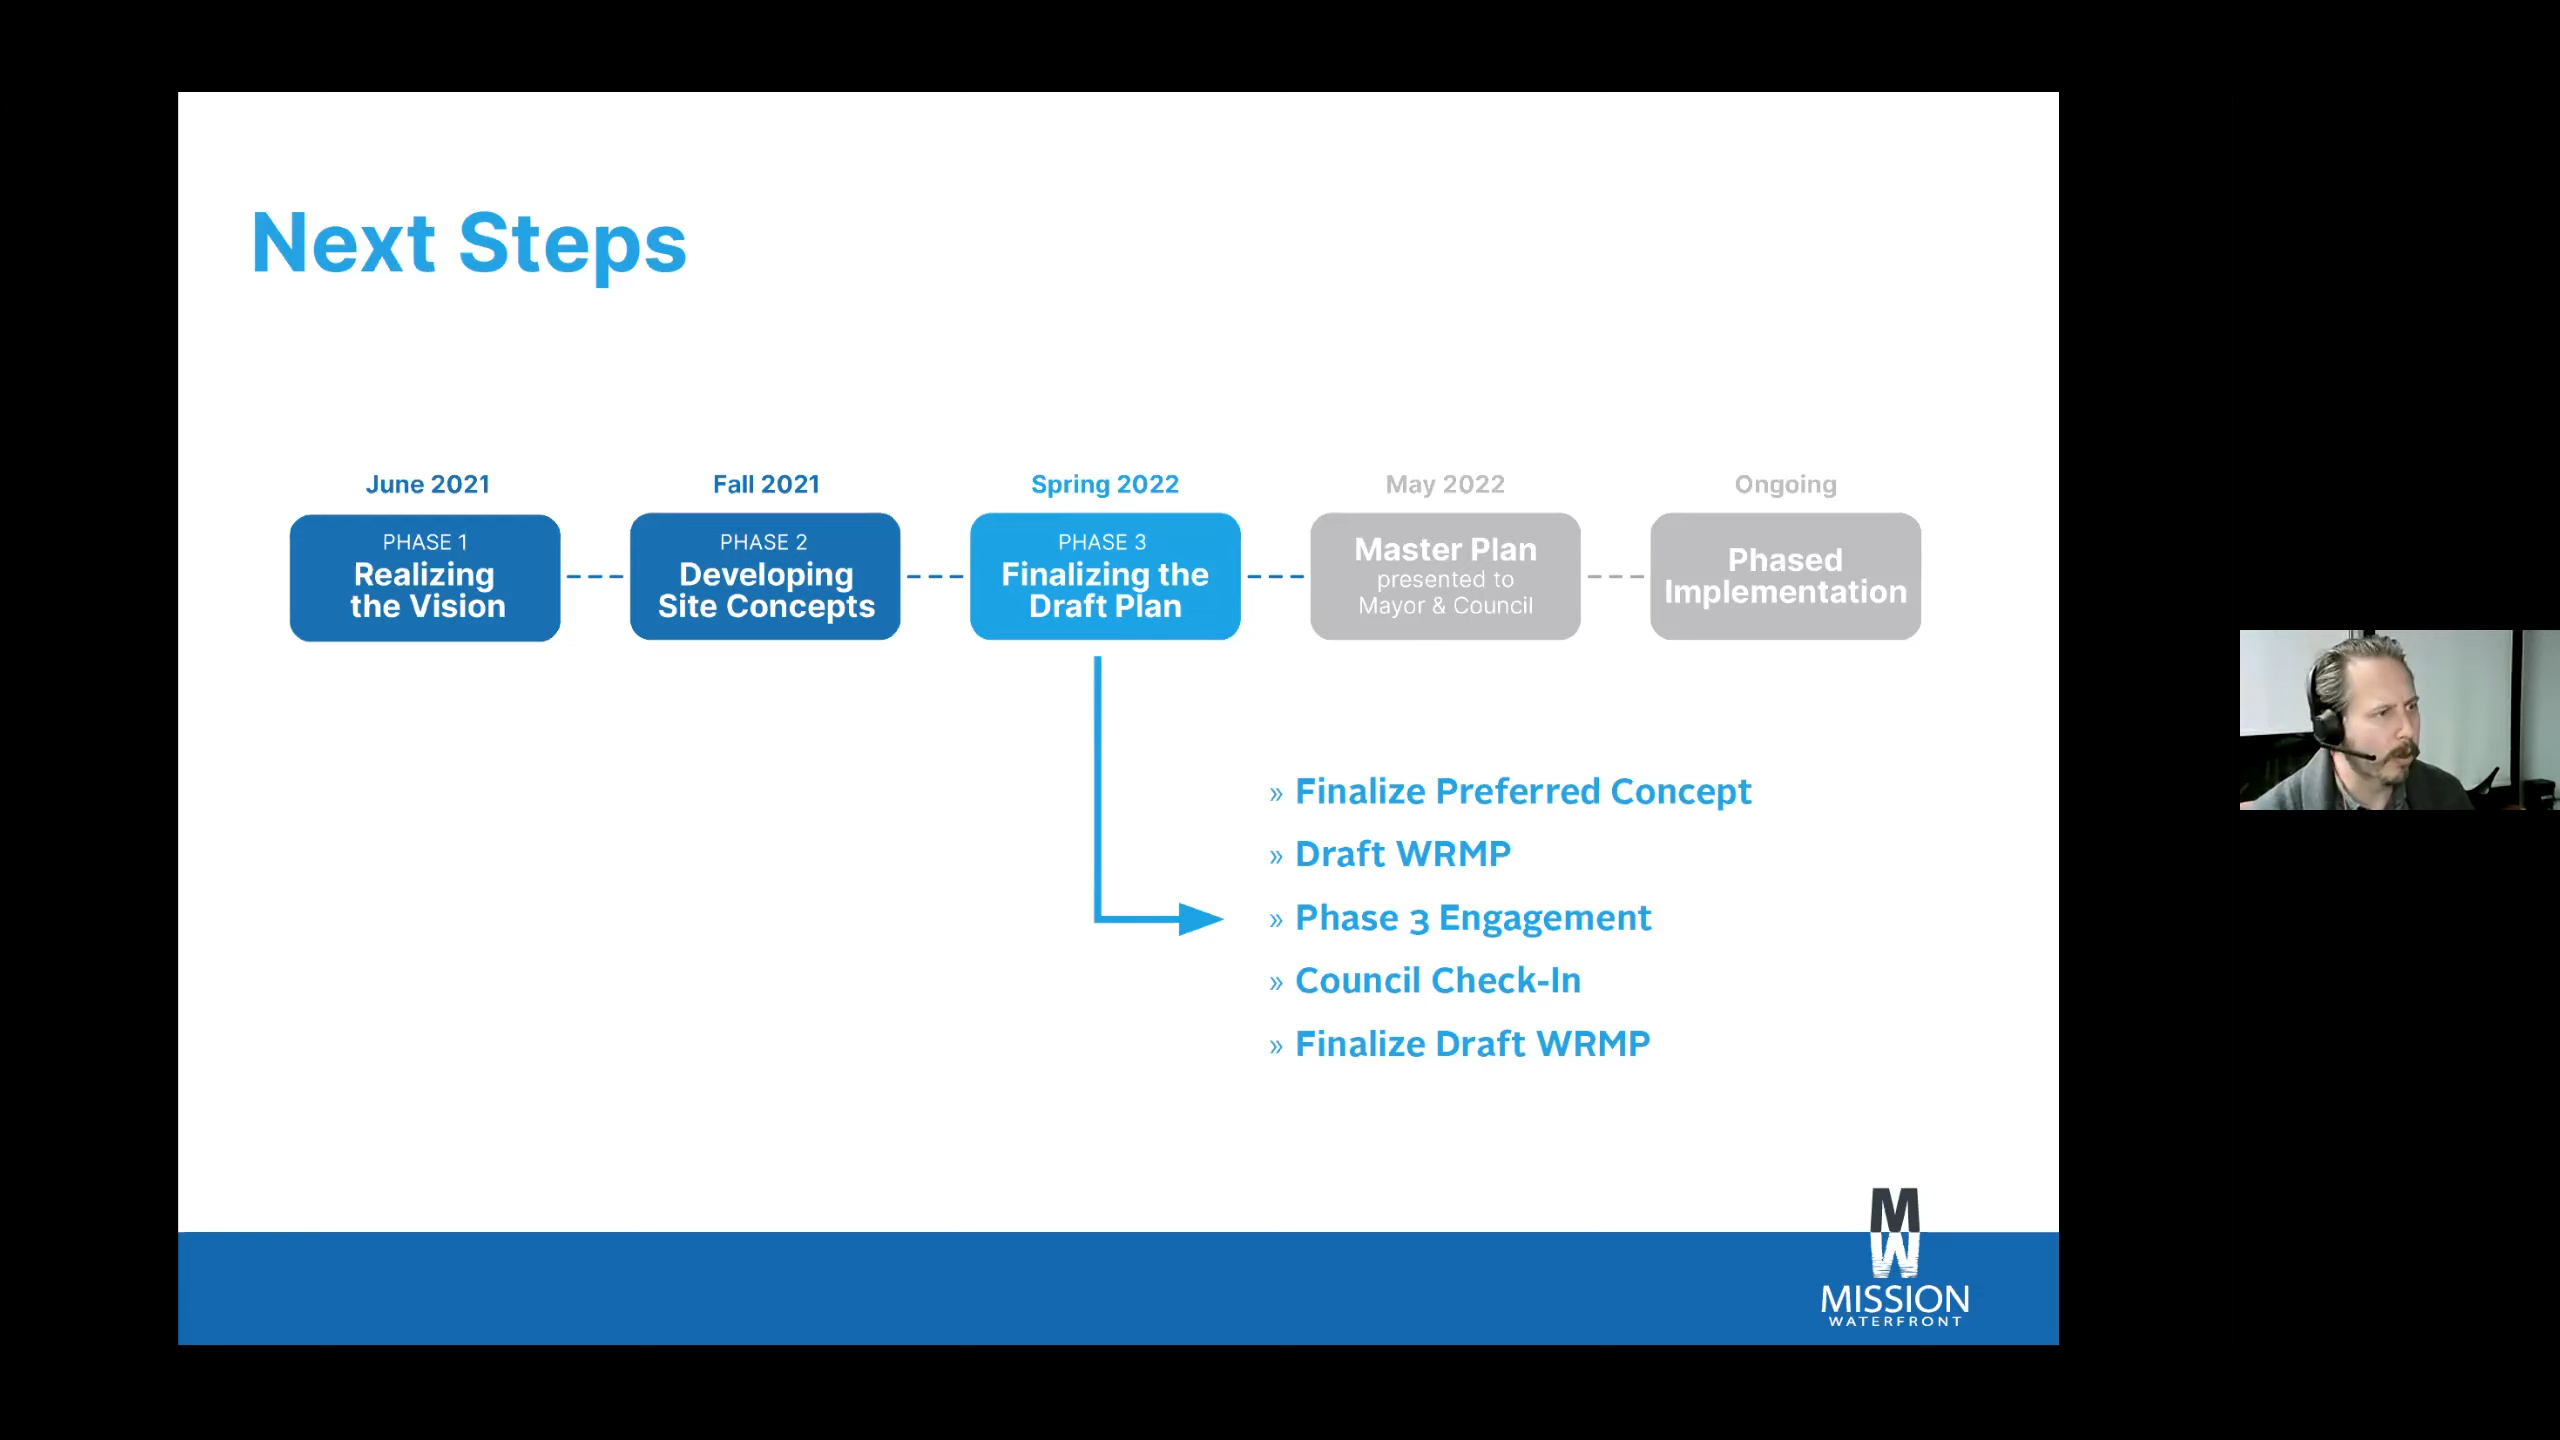 Next Steps
June 2021
PHASE 1
Realizing
the Vision
Fall 2021
PHASE 2
Developing
Site Concepts
Spring 2022
PHASE 3
Finalizing the
Draft Plan
May 2022
Master Plan
presented to
Mayor & Council
Ongoing
Phased
Implementation
» Finalize Preferred Concept
» Draft WRMP
» Phase 3 Engagement
» Council Check-In
» Finalize Draft WRMP
MW
MISSION
WATERFRONT